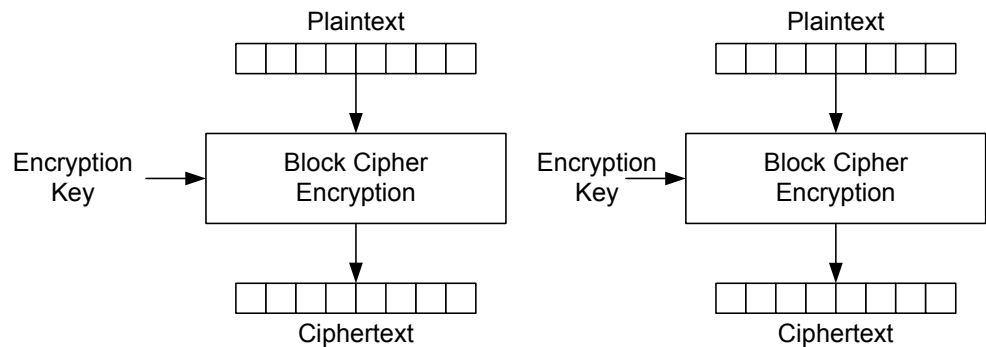 Plaintext
Encryption
Key
Block Cipher
Encryption
Ciphertext
Plaintext
Encryption
Key
Block Cipher
Encryption
Ciphertext